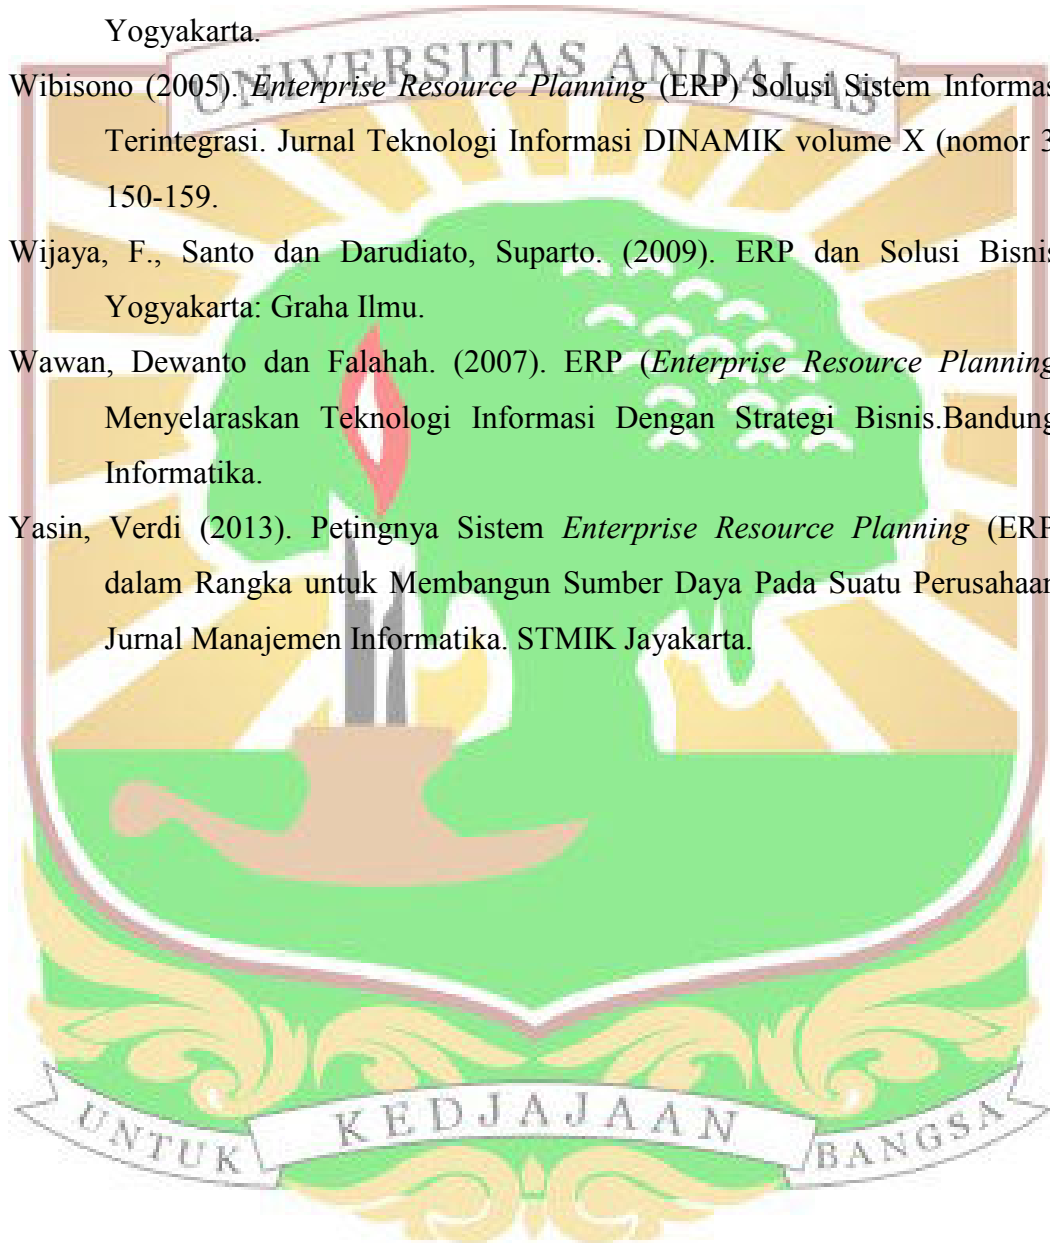 Yogyakarta.
UNIVERSITAS ANDALAS
Wibisono (2005). Enterprise Resource Planning (ERP) Solusi Sistem Informas
Terintegrasi. Jurnal Teknologi Informasi DINAMIK volume X (nomor 3
150-159.
Wijaya, F., Santo dan Darudiato, Suparto. (2009). ERP dan Solusi Bisnis
Yogyakarta: Graha Ilmu.
Wawan, Dewanto dan Falahah. (2007). ERP (Enterprise Resource Planning
Menyelaraskan Teknologi Informasi Dengan Strategi Bisnis.Bandung
Informatika.
Yasin, Verdi (2013). Petingnya Sistem Enterprise Resource Planning (ERP
dalam Rangka untuk Membangun Sumber Daya Pada Suatu Perusahaan
Jurnal Manajemen Informatika. STMIK Jayakarta.
UNTUK KEDJAJAAN BANGSA